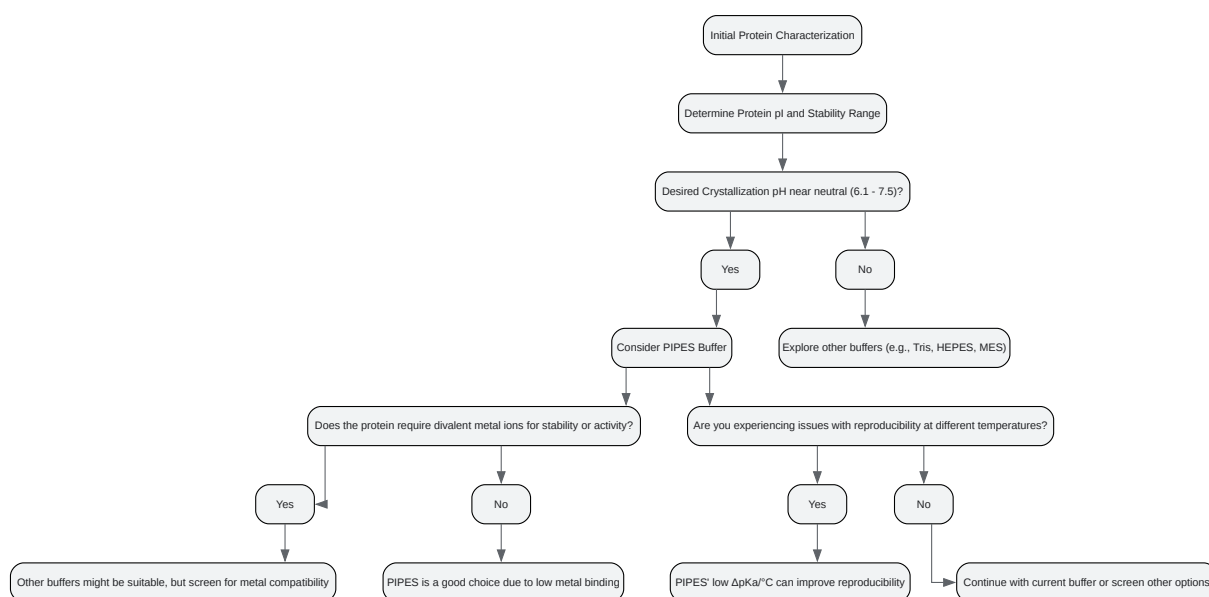 Initial Protein Characterization
Determine Protein pI and Stability Range
Desired Crystallization pH near neutral (6.1 - 7.5)?
Yes
No
Consider PIPES Buffer
Explore other buffers (e.g., Tris, HEPES, MES)
Does the protein require divalent metal ions for stability or activity?
Are you experiencing issues with reproducibility at different temperatures?
Yes
No
Yes
No
Other buffers might be suitable, but screen for metal compatibility
PIPES is a good choice due to low metal binding
PIPES' low ΔpKa/°C can improve reproducibility
Continue with current buffer or screen other options